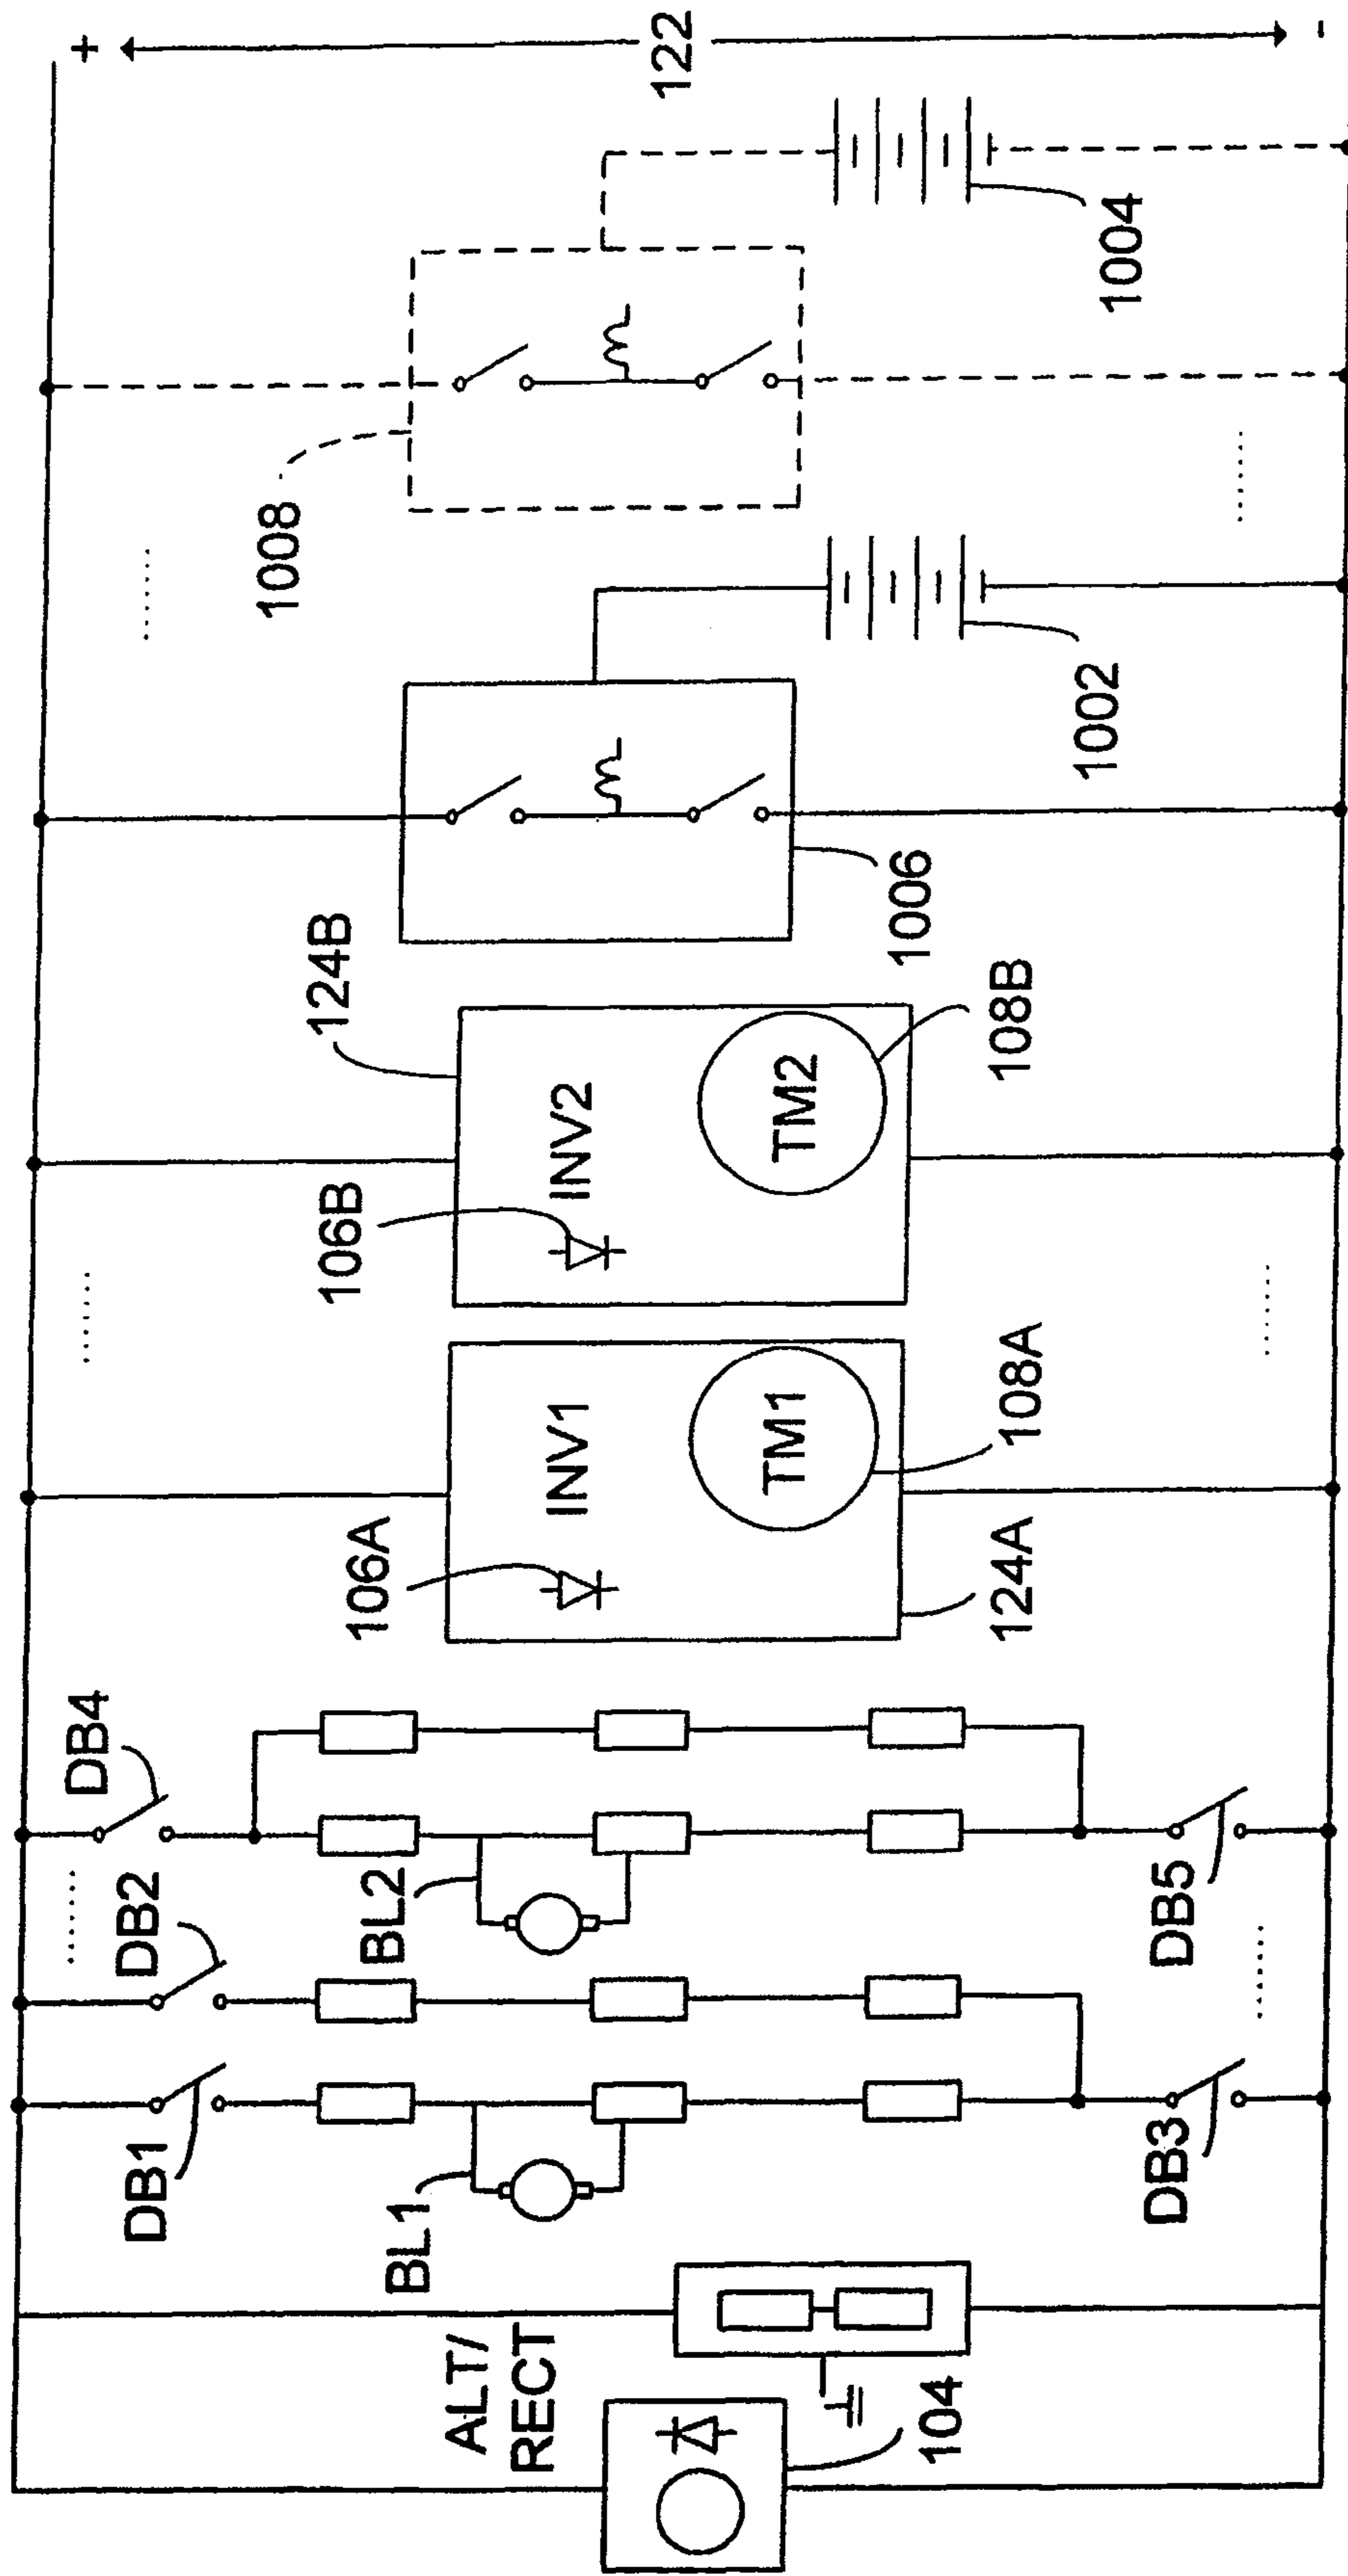 ALT/
RECT
104
BL1
DB1
DB2
DB3
BL2
DB4
DB5
106A
INV1
TM1
108A
124A
106B
124B
INV2
TM2
108B
1006
1002
1008
1004
+
122
-